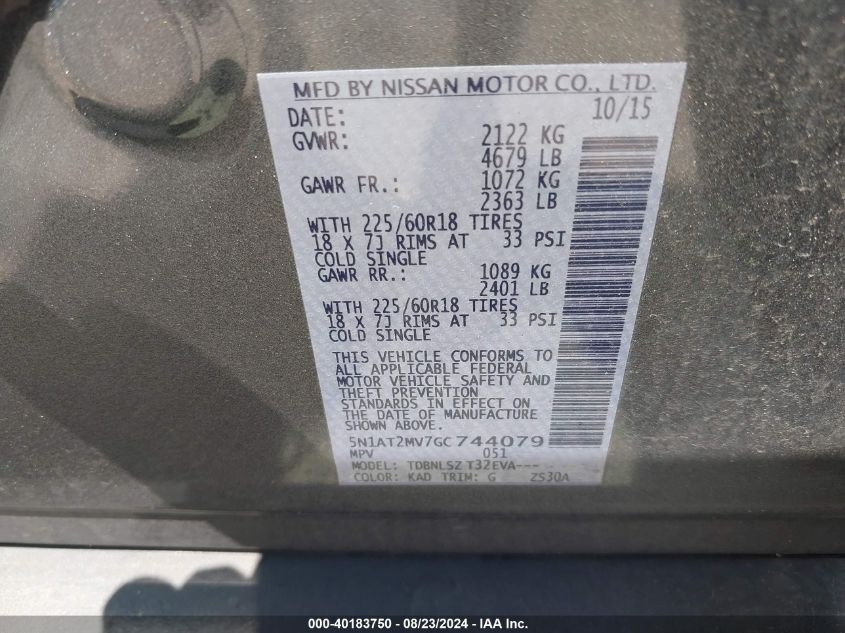 MFD BY NISSAN MOTOR CO., LTD.
DATE: 10/15
GVWR: 2122 KG
4679 LB
GAWR FR.: 1072 KG
2363 LB
WITH 225/60R18 TIRES
18 X 7J RIMS AT 33 PSI
COLD SINGLE
GAWR RR.: 1089 KG
2401 LB
WITH 225/60R18 TIRES
18 X 7J RIMS AT 33 PSI
COLD SINGLE
THIS VEHICLE CONFORMS TO
ALL APPLICABLE FEDERAL
MOTOR VEHICLE SAFETY AND
THEFT PREVENTION
STANDARDS IN EFFECT ON
THE DATE OF MANUFACTURE
SHOWN ABOVE.
5N1AT2MV7GC744079
MPV 051
MODEL: TDBNLSZ T32EVA---
COLOR: KAD TRIM: G ZS30A
000-40183750 - 08/23/2024 - IAA Inc.